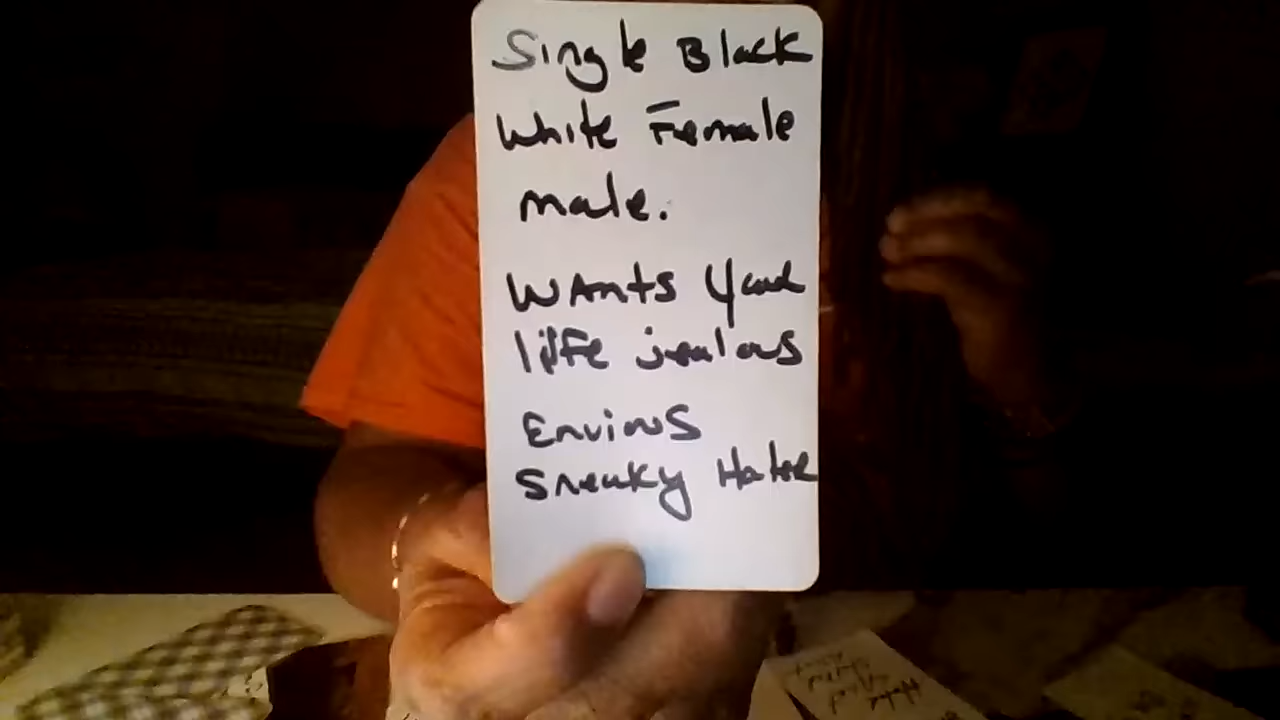 Single Black
White Female
male.
WAnts your
life jealous
Envious
Sneaky Hater